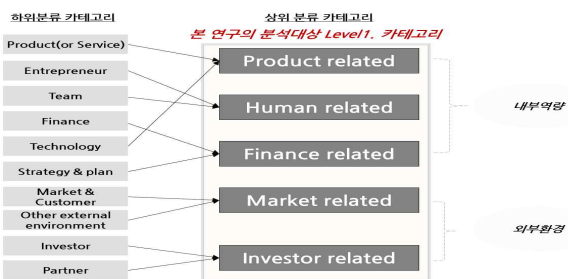 하위분류 카테고리
상위 분류 카테고리
본 연구의 분석대상 Level1. 카테고리
Product(or Service)
Entrepreneur
Team
Finance
Technology
Strategy & plan
Market &
Customer
Other external
environment
Investor
Partner
Product related
Human related
Finance related
Market related
Investor related
내부역량
외부환경